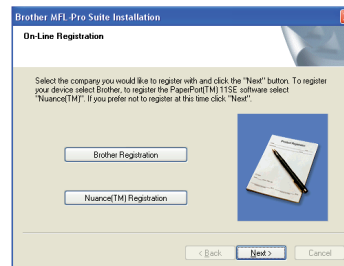 Brother MFL-Pro Suite Installation
On-Line Registration
Select the company you would like to register with and click the "Next" button. To register
your device select Brother, to register the PaperPort(TM) 11SE software select
"Nuance(TM)". If you prefer not to register at this time click "Next".
Brother Registration
Product Registration
Nuance(TM) Registration
< Back Next > Cancel